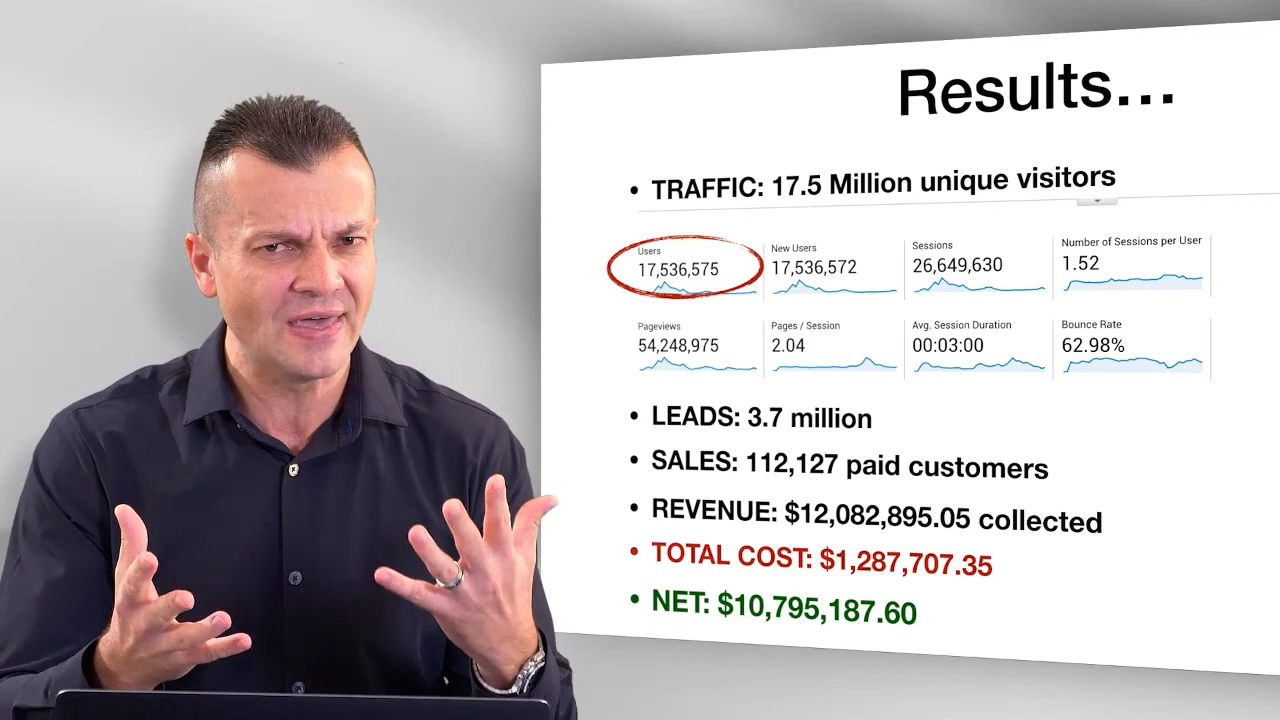 Results...
• TRAFFIC: 17.5 Million unique visitors
Users
17,536,575
New Users
17,536,572
Sessions
26,649,630
Number of Sessions per User
1.52
Pageviews
54,248,975
Pages / Session
2.04
Avg. Session Duration
00:03:00
Bounce Rate
62.98%
• LEADS: 3.7 million
• SALES: 112,127 paid customers
• REVENUE: $12,082,895.05 collected
• TOTAL COST: $1,287,707.35
• NET: $10,795,187.60